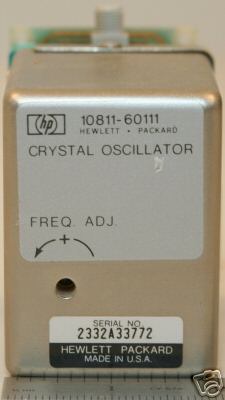 hp
10811-60111
HEWLETT • PACKARD
CRYSTAL OSCILLATOR
FREQ. ADJ.
+
SERIAL NO.
2332A33772
HEWLETT PACKARD
MADE IN U.S.A.